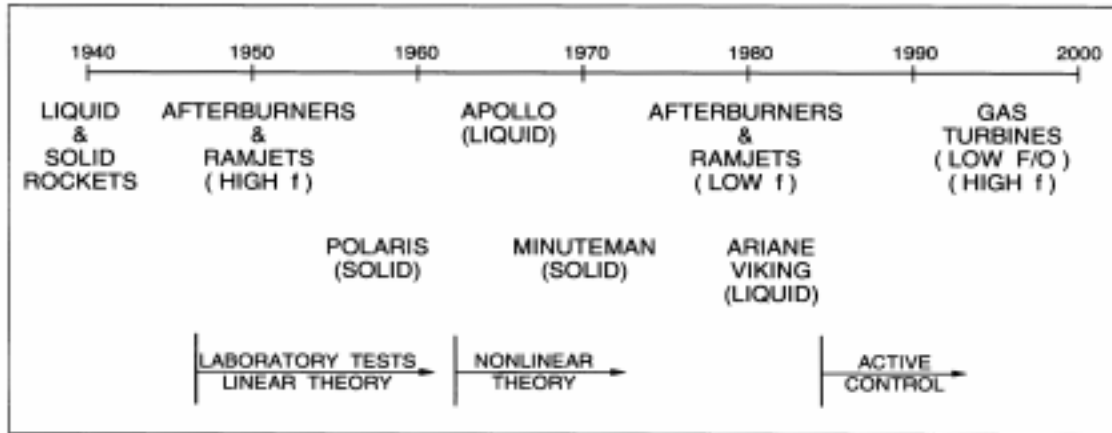 1940 1950 1960 1970 1980 1990 2000
LIQUID
&
SOLID
ROCKETS
AFTERBURNERS
&
RAMJETS
( HIGH f )
APOLLO
(LIQUID)
AFTERBURNERS
&
RAMJETS
( LOW f )
GAS
TURBINES
( LOW F/O )
( HIGH f )
POLARIS
(SOLID)
MINUTEMAN
(SOLID)
ARIANE
VIKING
(LIQUID)
LABORATORY TESTS
LINEAR THEORY
NONLINEAR
THEORY
ACTIVE
CONTROL